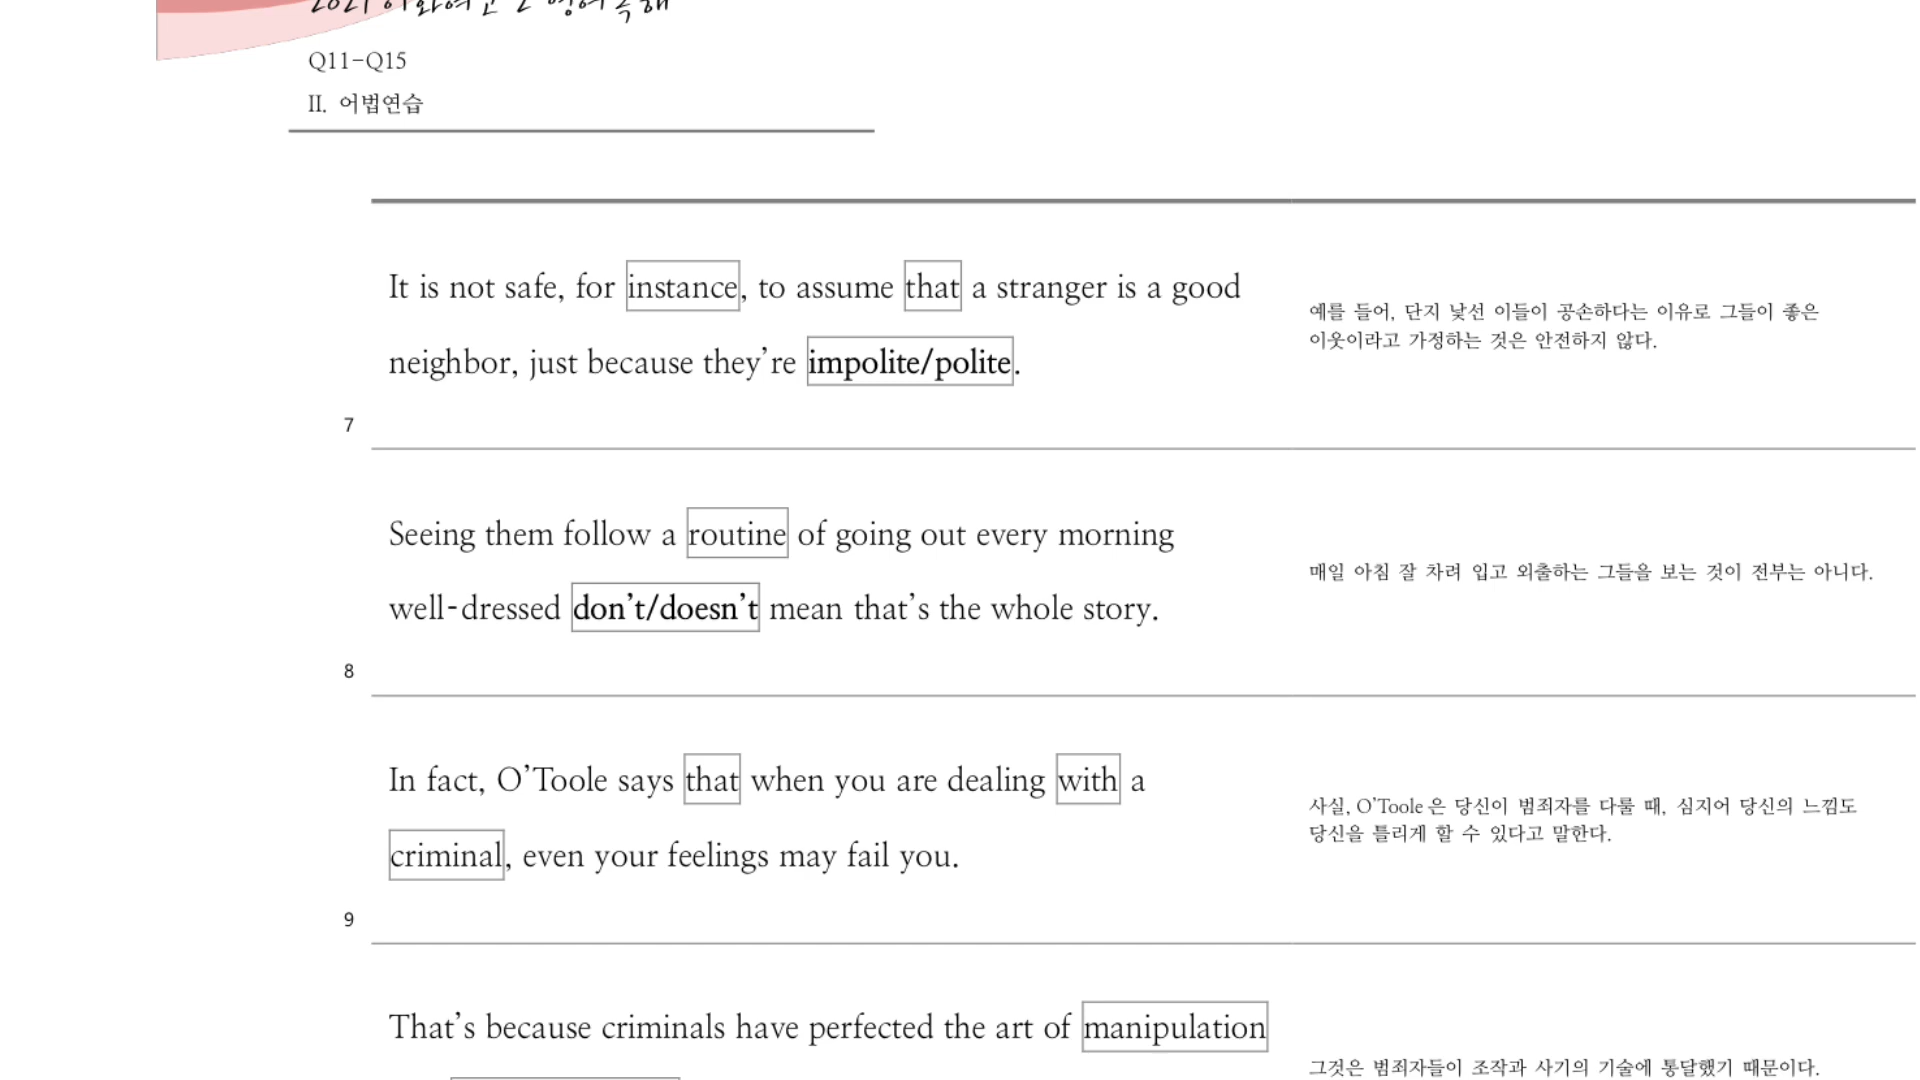 Q11-Q15
II. 어법연습
It is not safe, for instance, to assume that a stranger is a good
neighbor, just because they're impolite/polite.
예를 들어, 단지 낯선 이들이 공손하다는 이유로 그들이 좋은
이웃이라고 가정하는 것은 안전하지 않다.
7
Seeing them follow a routine of going out every morning
well-dressed don't/doesn't mean that's the whole story.
매일 아침 잘 차려 입고 외출하는 그들을 보는 것이 전부는 아니다.
8
In fact, O'Toole says that when you are dealing with a
criminal, even your feelings may fail you.
사실, O'Toole 은 당신이 범죄자를 다룰 때, 심지어 당신의 느낌도
당신을 틀리게 할 수 있다고 말한다.
9
That's because criminals have perfected the art of manipulation
그것은 범죄자들이 조작과 사기의 기술에 통달했기 때문이다.